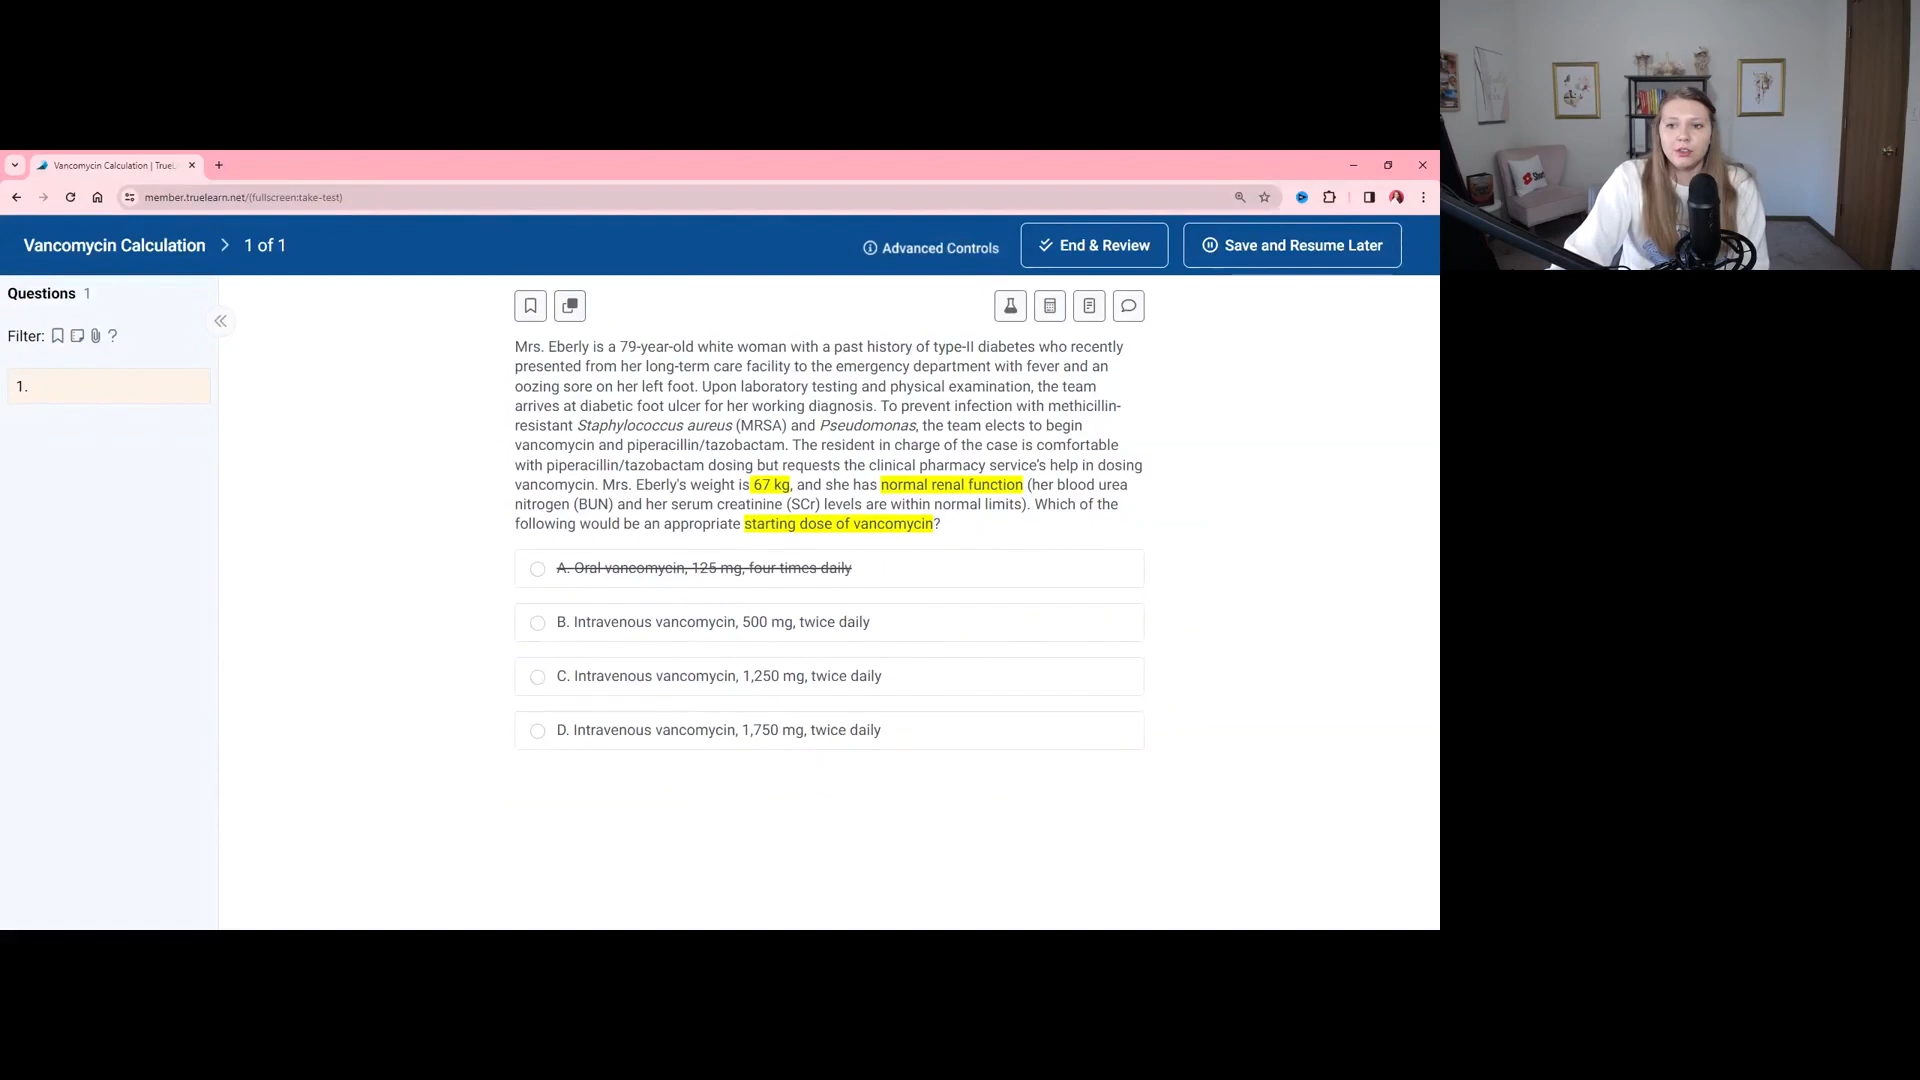 Vancomycin Calculation | TrueL
member.truelearn.net/(fullscreen:take-test)
Vancomycin Calculation > 1 of 1
Advanced Controls
End & Review
Save and Resume Later
Questions 1
Filter:
1.
Mrs. Eberly is a 79-year-old white woman with a past history of type-II diabetes who recently
presented from her long-term care facility to the emergency department with fever and an
oozing sore on her left foot. Upon laboratory testing and physical examination, the team
arrives at diabetic foot ulcer for her working diagnosis. To prevent infection with methicillin-
resistant Staphylococcus aureus (MRSA) and Pseudomonas, the team elects to begin
vancomycin and piperacillin/tazobactam. The resident in charge of the case is comfortable
with piperacillin/tazobactam dosing but requests the clinical pharmacy service's help in dosing
vancomycin. Mrs. Eberly's weight is 67 kg, and she has normal renal function (her blood urea
nitrogen (BUN) and her serum creatinine (SCr) levels are within normal limits). Which of the
following would be an appropriate starting dose of vancomycin?
A. Oral vancomycin, 125 mg, four times daily
B. Intravenous vancomycin, 500 mg, twice daily
C. Intravenous vancomycin, 1,250 mg, twice daily
D. Intravenous vancomycin, 1,750 mg, twice daily